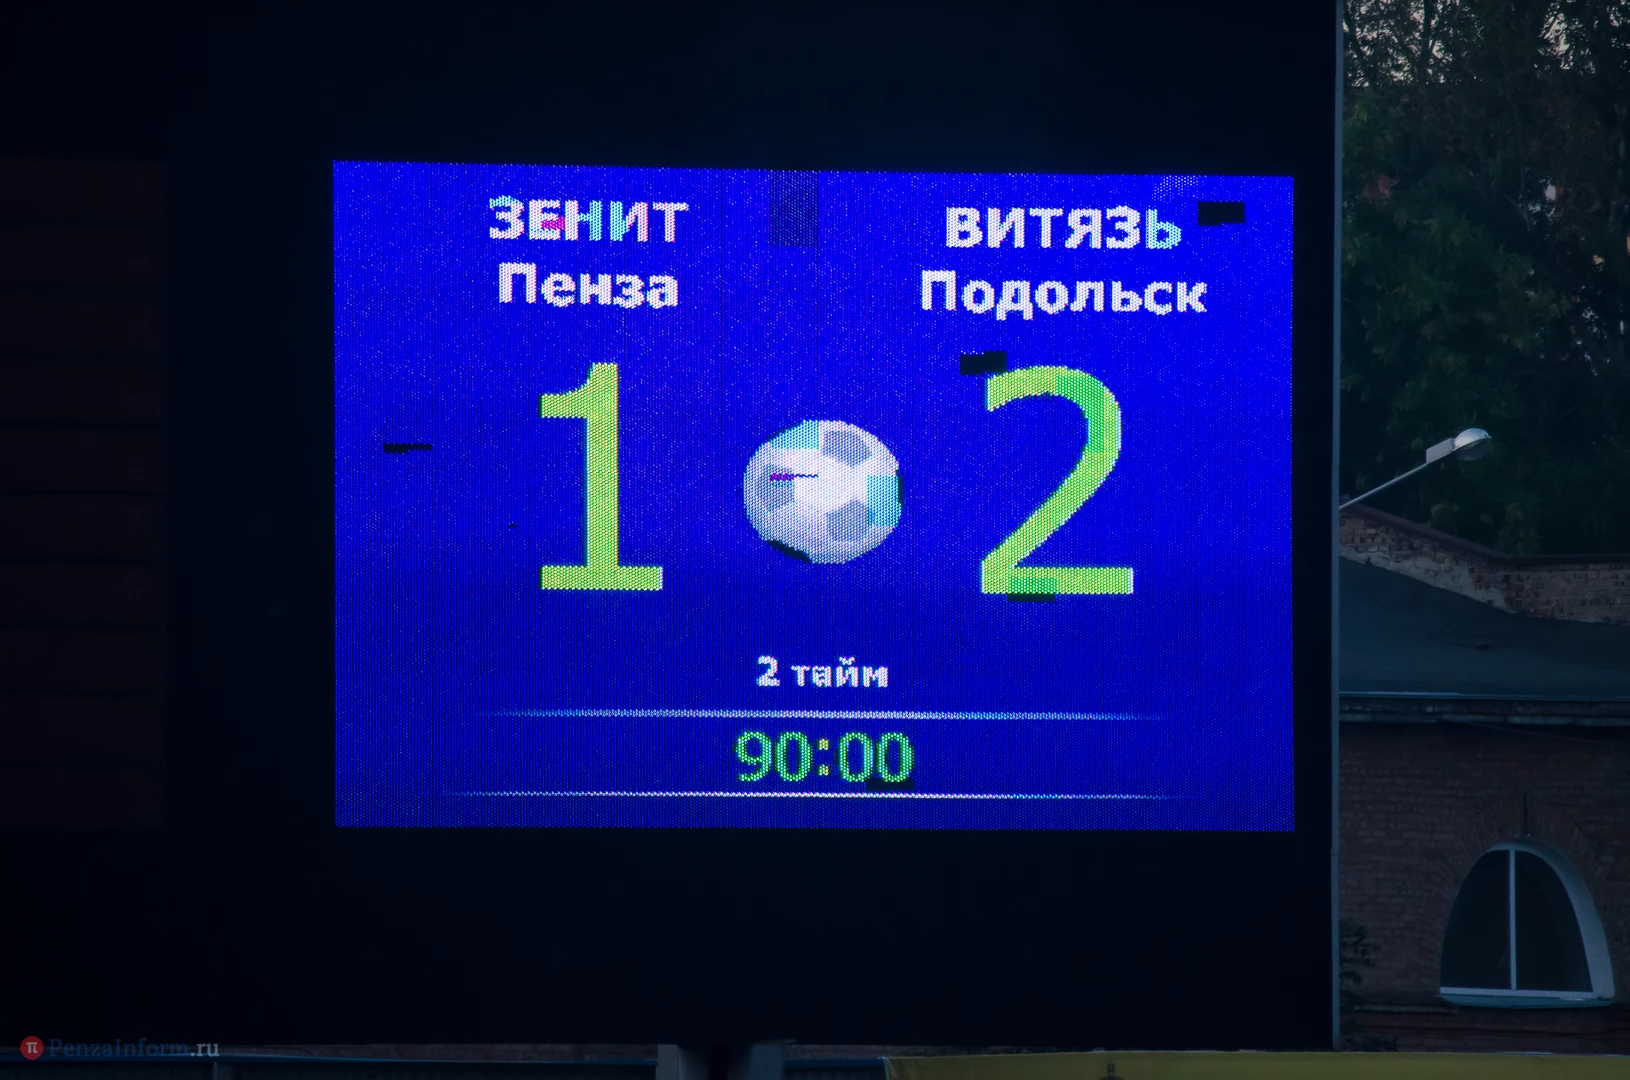 ЗЕНИТ
Пенза
ВИТЯЗЬ
Подольск
1
2
2 тайм
90:00
π PenzaInform.ru